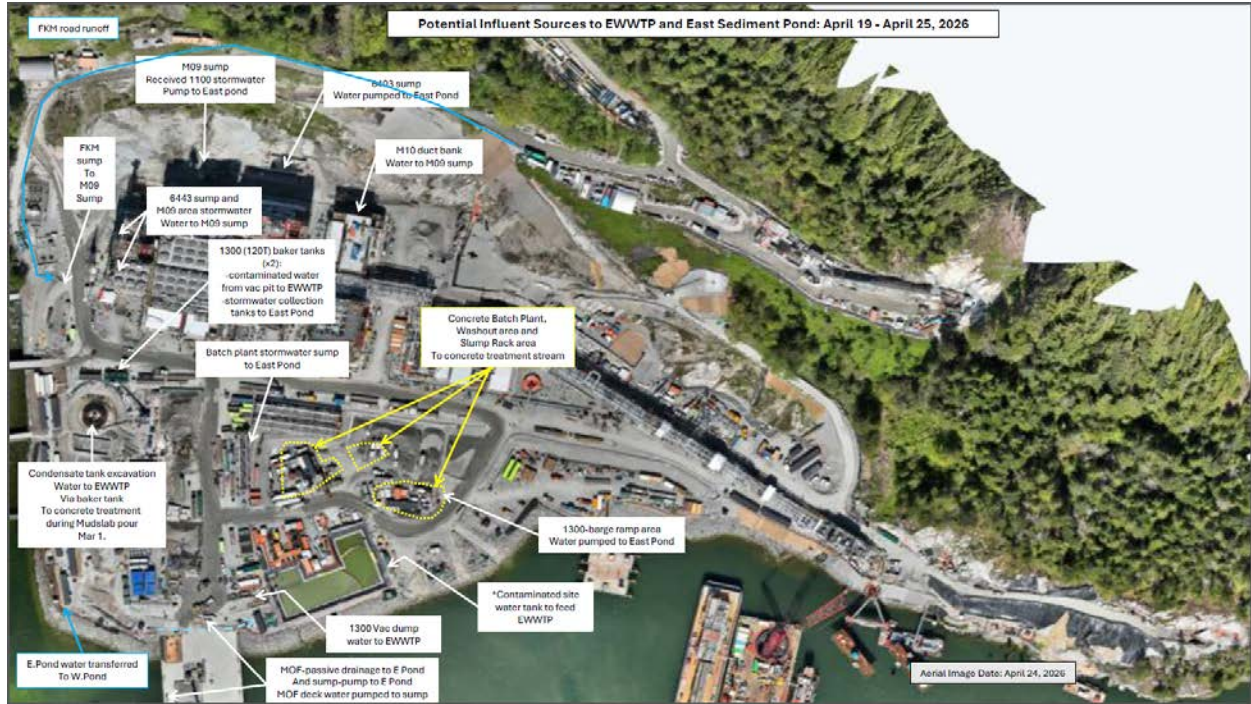 Potential Influent Sources to EWWTP and East Sediment Pond: April 19 - April 25, 2026
FKM road runoff
M09 sump
Received 1100 stormwater
Pump to East pond
6403 sump
Water pumped to East Pond
M10 duct bank
Water to M09 sump
FKM
sump
To
M09
Sump
6443 sump and
M09 area stormwater
Water to M09 sump
1300 (120T) baker tanks
(x2):
-contaminated water
from vac pit to EWWTP
-stormwater collection
tanks to East Pond
Concrete Batch Plant,
Washout area and
Slump Rack area
To concrete treatment stream
Batch plant stormwater sump
to East Pond
Condensate tank excavation
Water to EWWTP
Via baker tank
To concrete treatment
during Mudslab pour
Mar 1.
1300-barge ramp area
Water pumped to East Pond
*Contaminated site
water tank to feed
EWWTP
1300 Vac dump
water to EWWTP
E.Pond water transferred
To W.Pond
MOF-passive drainage to E Pond
And sump-pump to E Pond
MOF deck water pumped to sump
Aerial Image Date: April 24, 2026